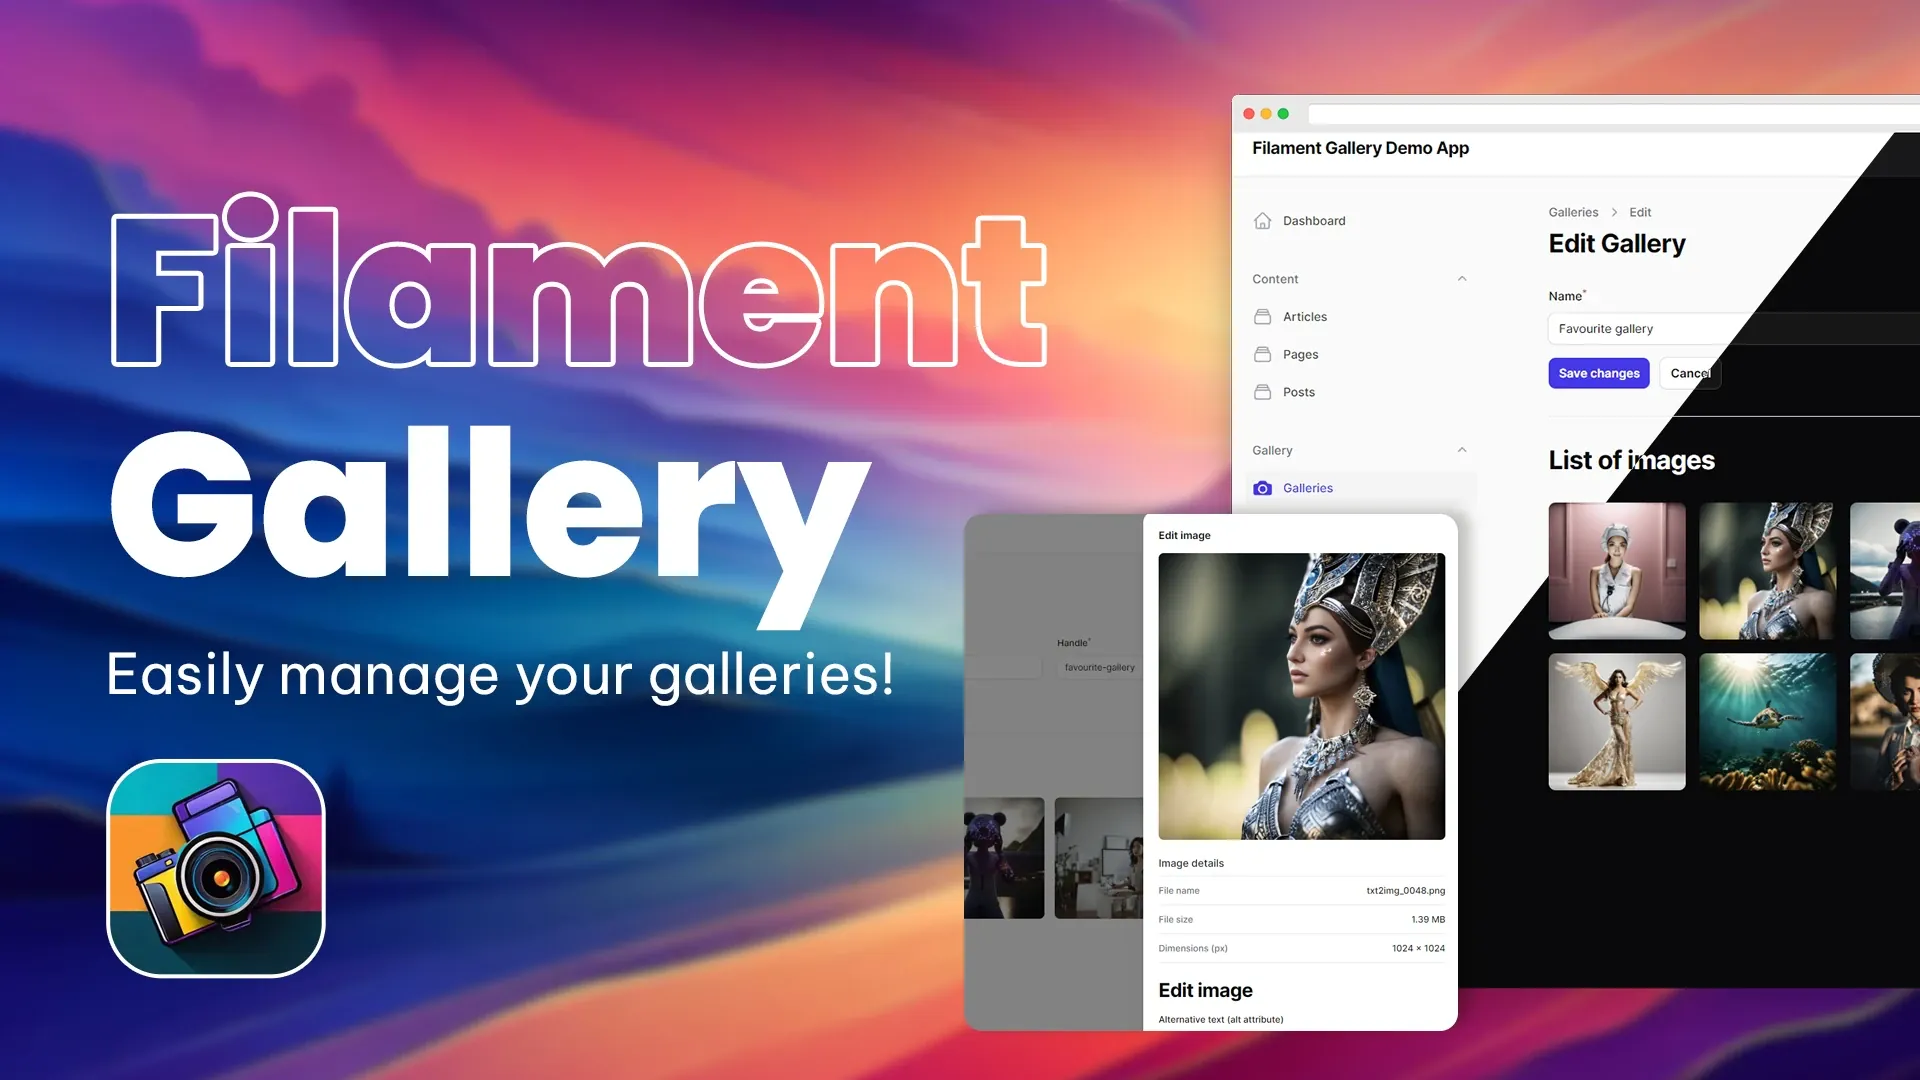 Filament
Gallery
Easily manage your galleries!
Filament Gallery Demo App
Dashboard
Content
Articles
Pages
Posts
Gallery
Galleries
Galleries > Edit
Edit Gallery
Name*
Favourite gallery
Save changes Cancel
List of images
Handle*
favourite-gallery
Edit image
Image details
File name txt2img_0048.png
File size 1.39 MB
Dimensions (px) 1024 × 1024
Edit image
Alternative text (alt attribute)